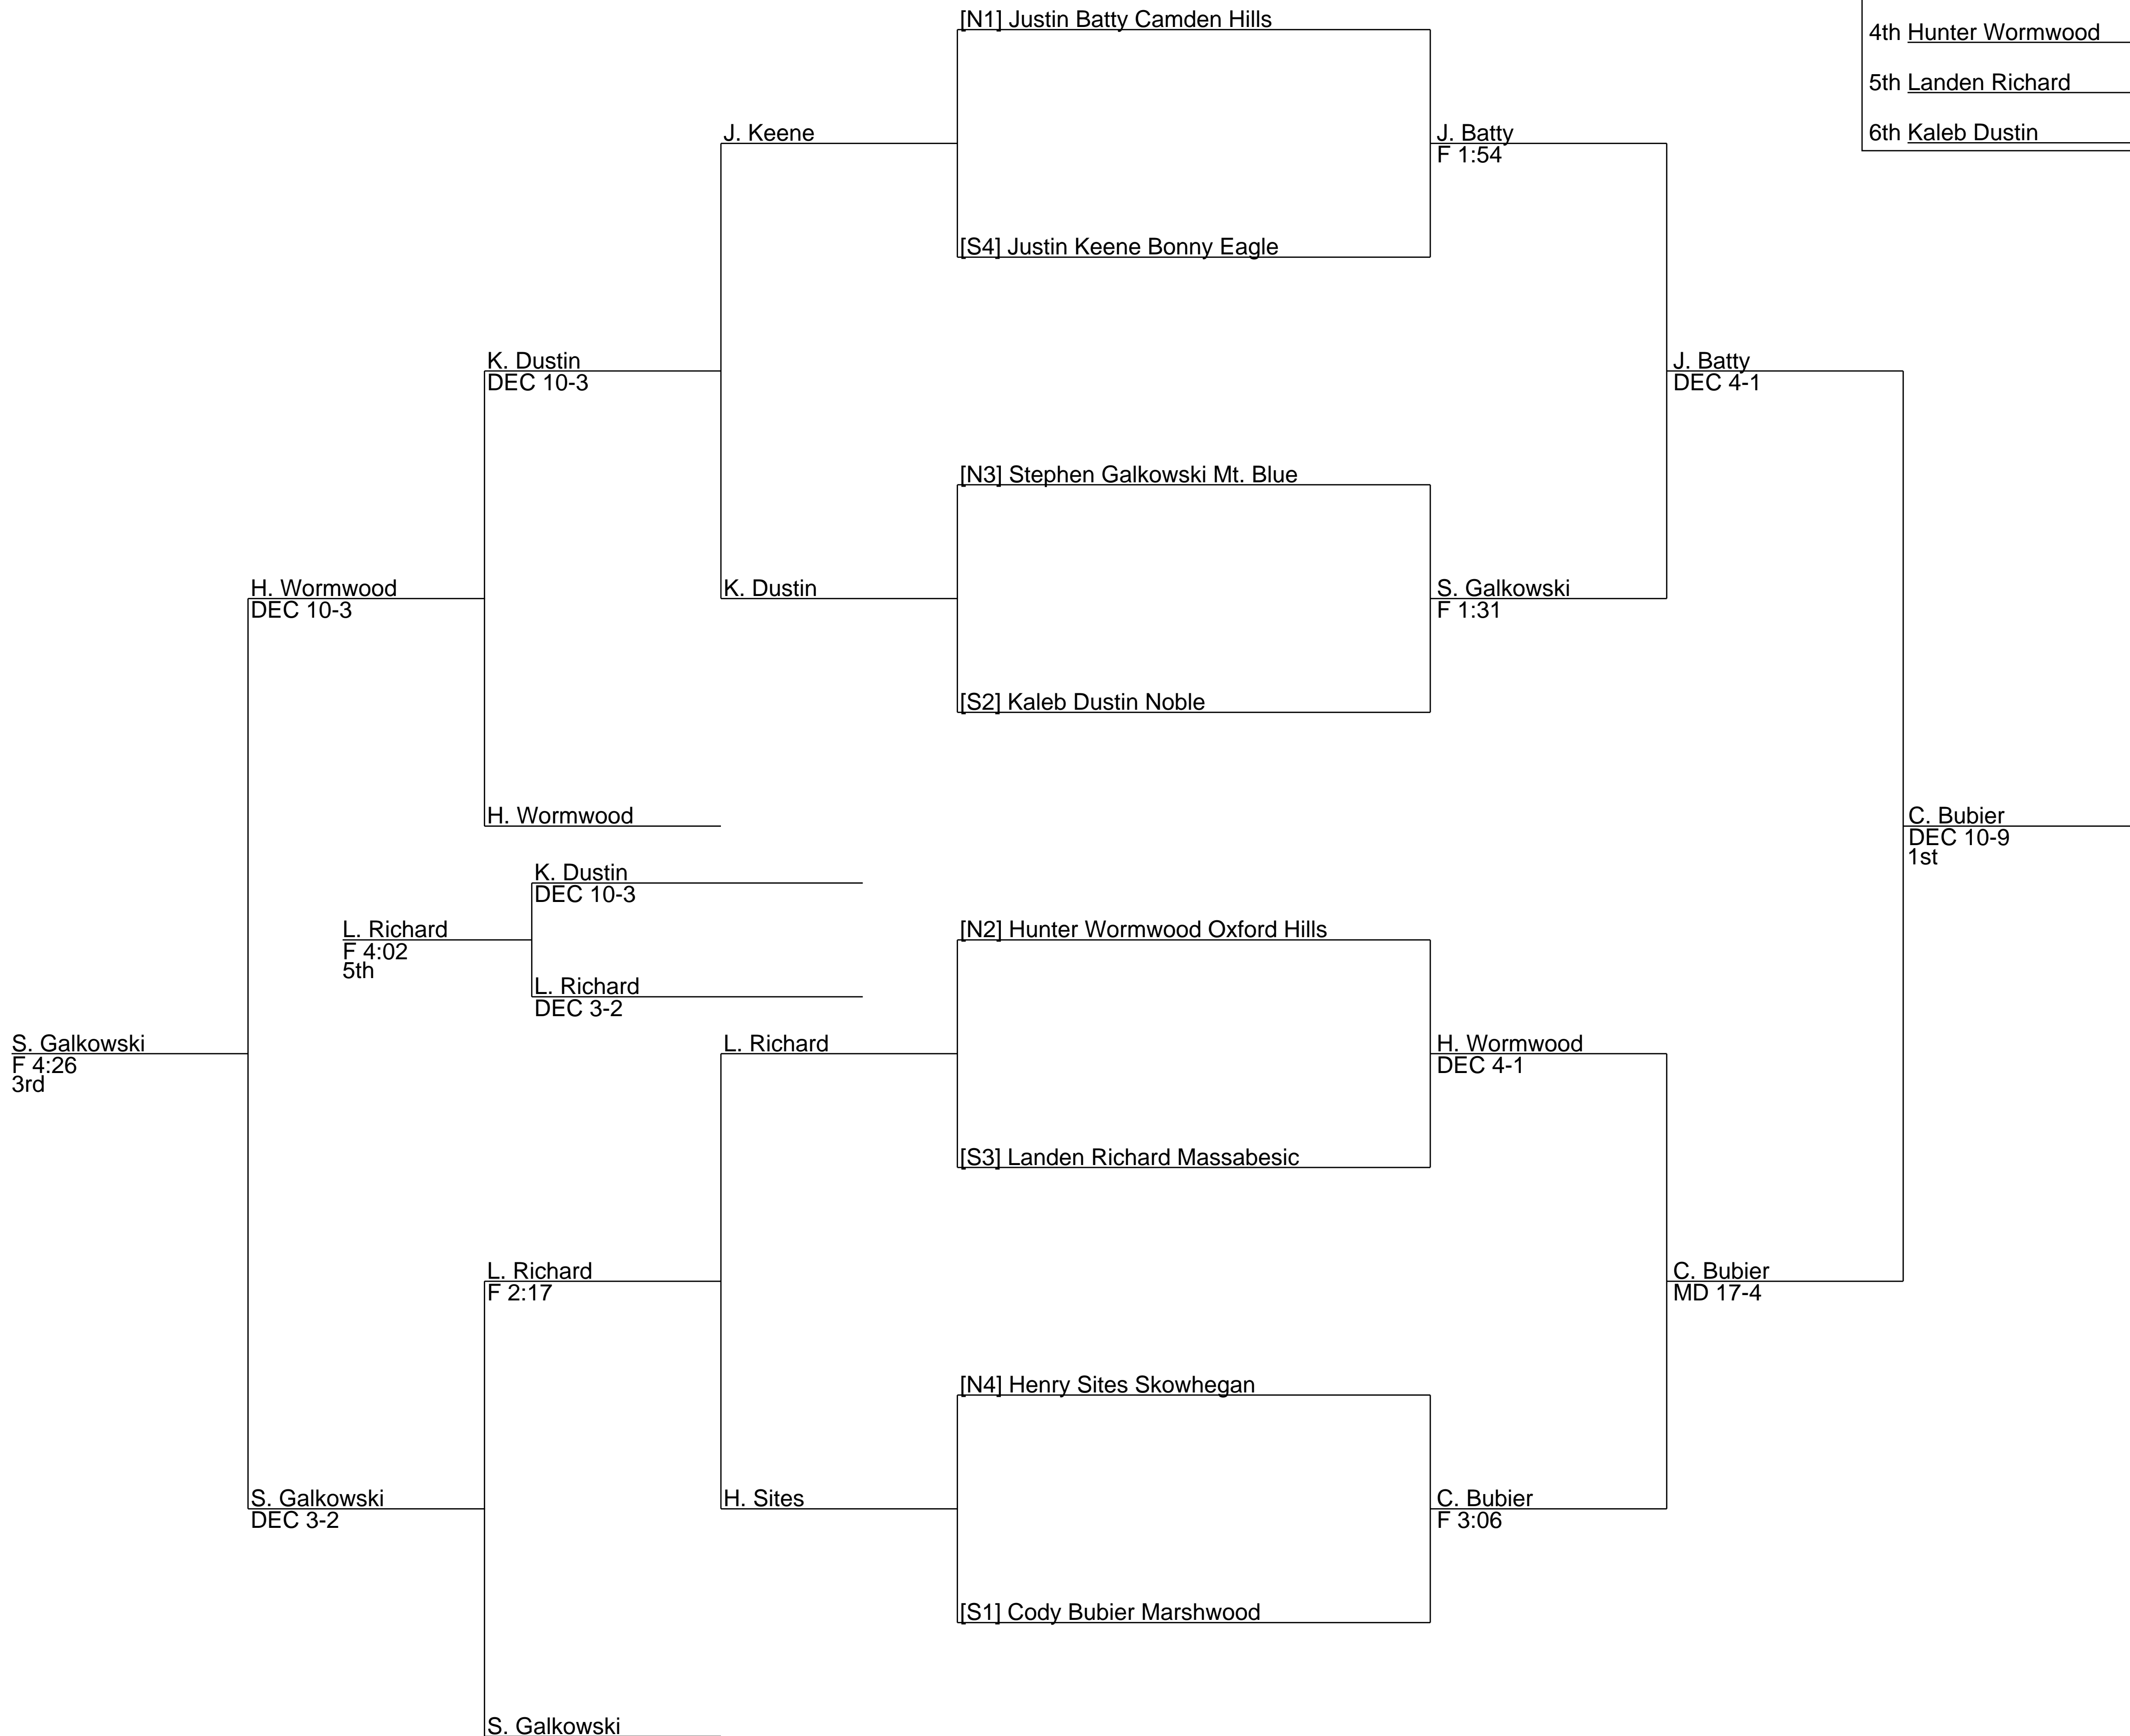 [N1] Justin Batty Camden Hills
4th Hunter Wormwood
5th Landen Richard
6th Kaleb Dustin
J. Keene
J. Batty
F 1:54
[S4] Justin Keene Bonny Eagle
K. Dustin
DEC 10-3
J. Batty
DEC 4-1
[N3] Stephen Galkowski Mt. Blue
H. Wormwood
DEC 10-3
K. Dustin
S. Galkowski
F 1:31
[S2] Kaleb Dustin Noble
H. Wormwood
C. Bubier
DEC 10-9
1st
K. Dustin
DEC 10-3
L. Richard
F 4:02
5th
[N2] Hunter Wormwood Oxford Hills
L. Richard
DEC 3-2
S. Galkowski
F 4:26
3rd
L. Richard
H. Wormwood
DEC 4-1
[S3] Landen Richard Massabesic
L. Richard
F 2:17
C. Bubier
MD 17-4
[N4] Henry Sites Skowhegan
S. Galkowski
DEC 3-2
H. Sites
C. Bubier
F 3:06
[S1] Cody Bubier Marshwood
S. Galkowski